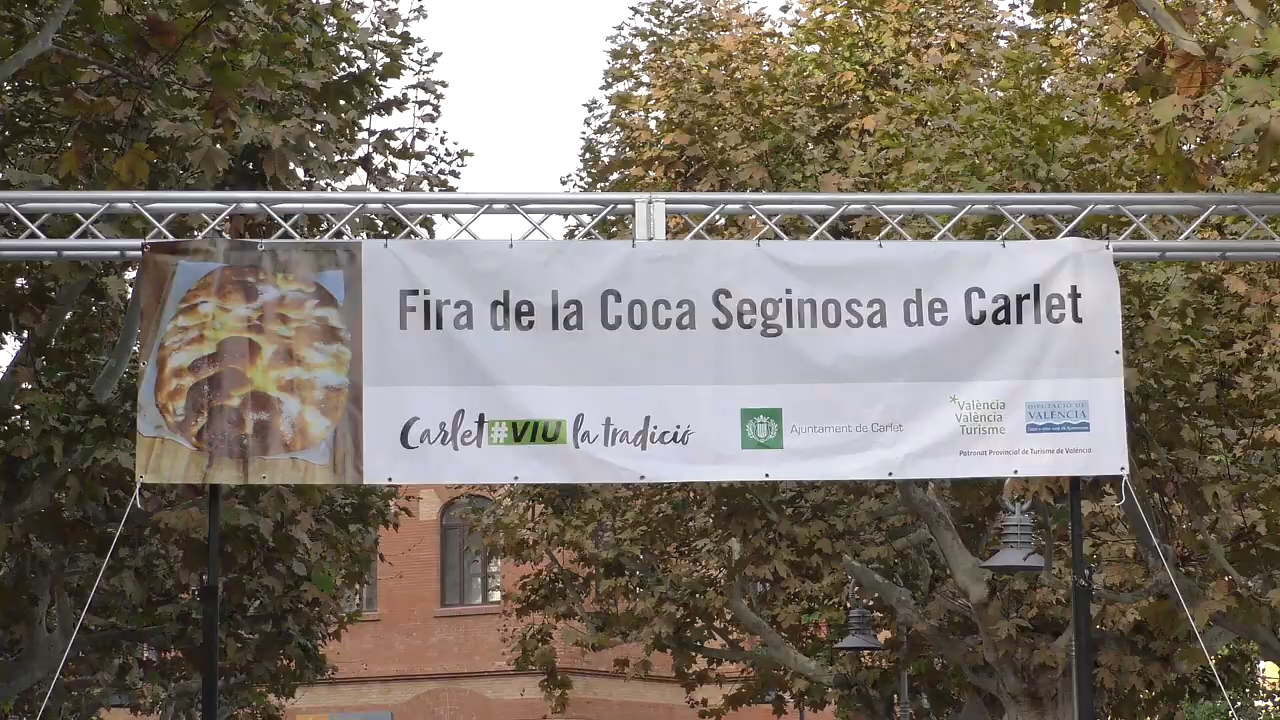 Fira de la Coca Seginosa de Carlet
Carlet #VIU la tradició
Ajuntament de Carlet
València
València
Turisme
DIPUTACIÓ DE
VALÈNCIA
Patronat Provincial de Turisme de València